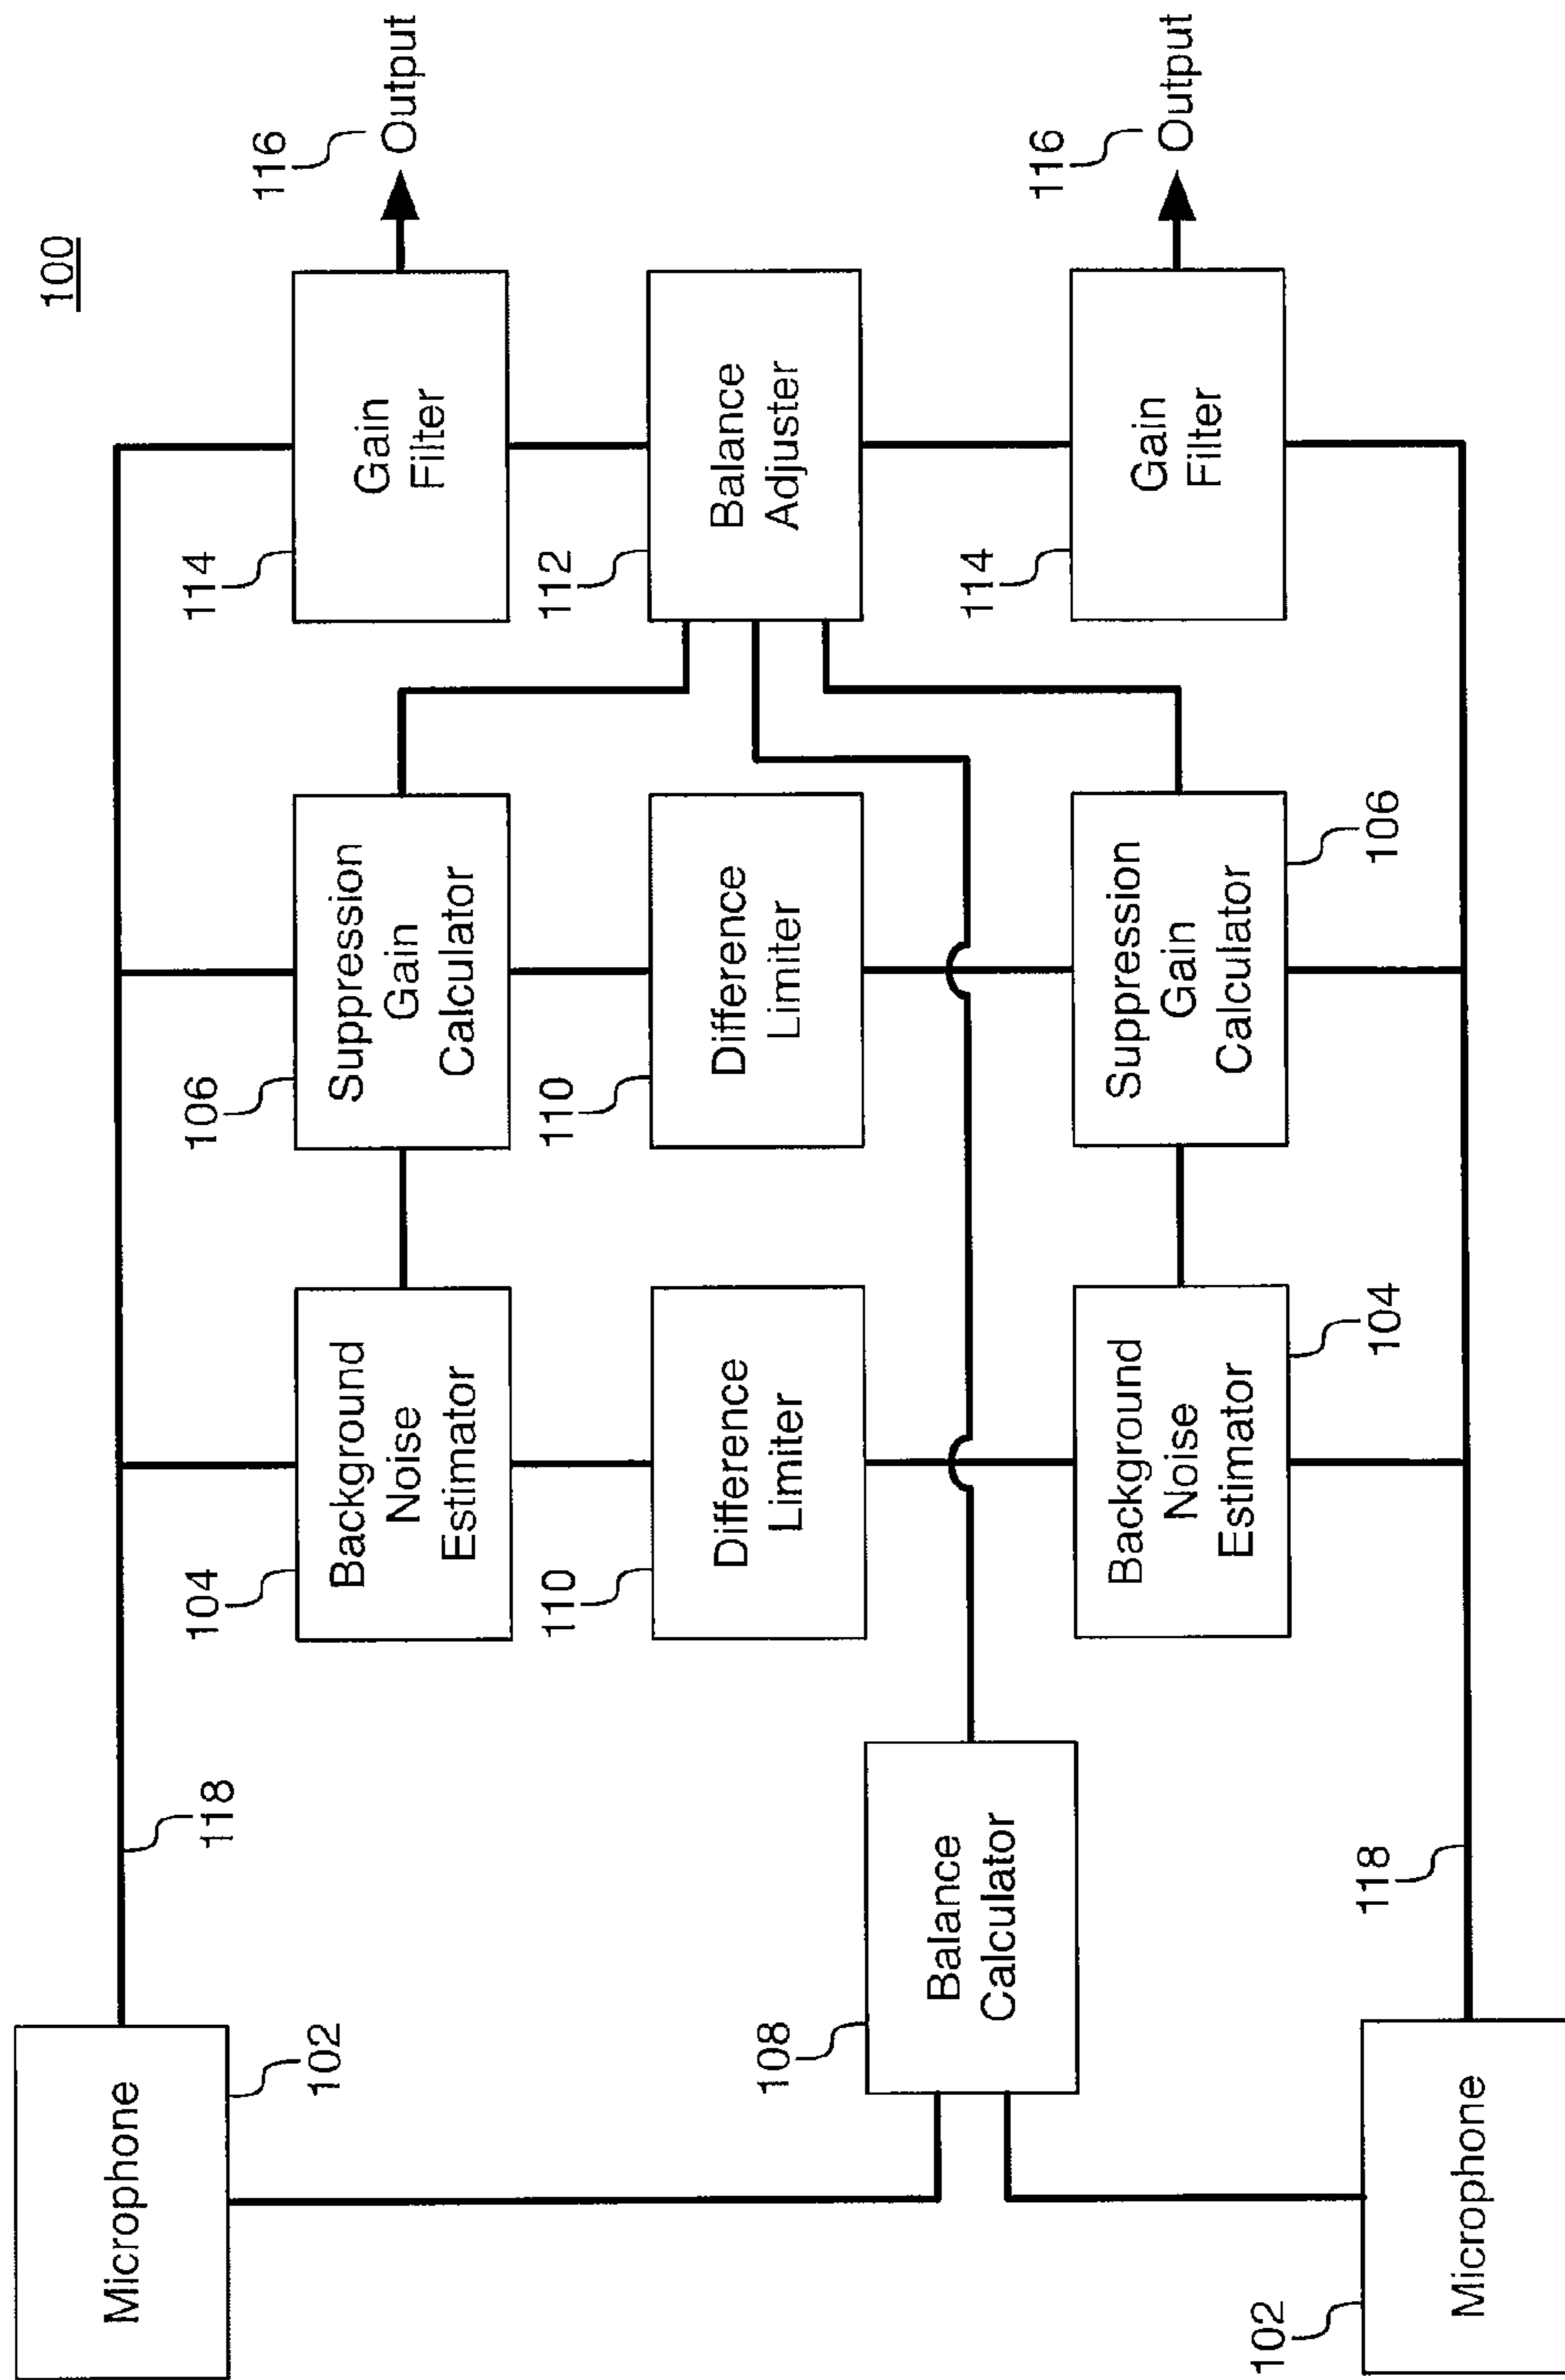 100
Microphone
102
118
Background
Noise
Estimator
104
Suppression
Gain
Calculator
106
Gain
Filter
114
116
Output
Difference
Limiter
110
Difference
Limiter
110
Balance
Adjuster
112
Balance
Calculator
108
Background
Noise
Estimator
104
Suppression
Gain
Calculator
106
Gain
Filter
114
116
Output
Microphone
102
118